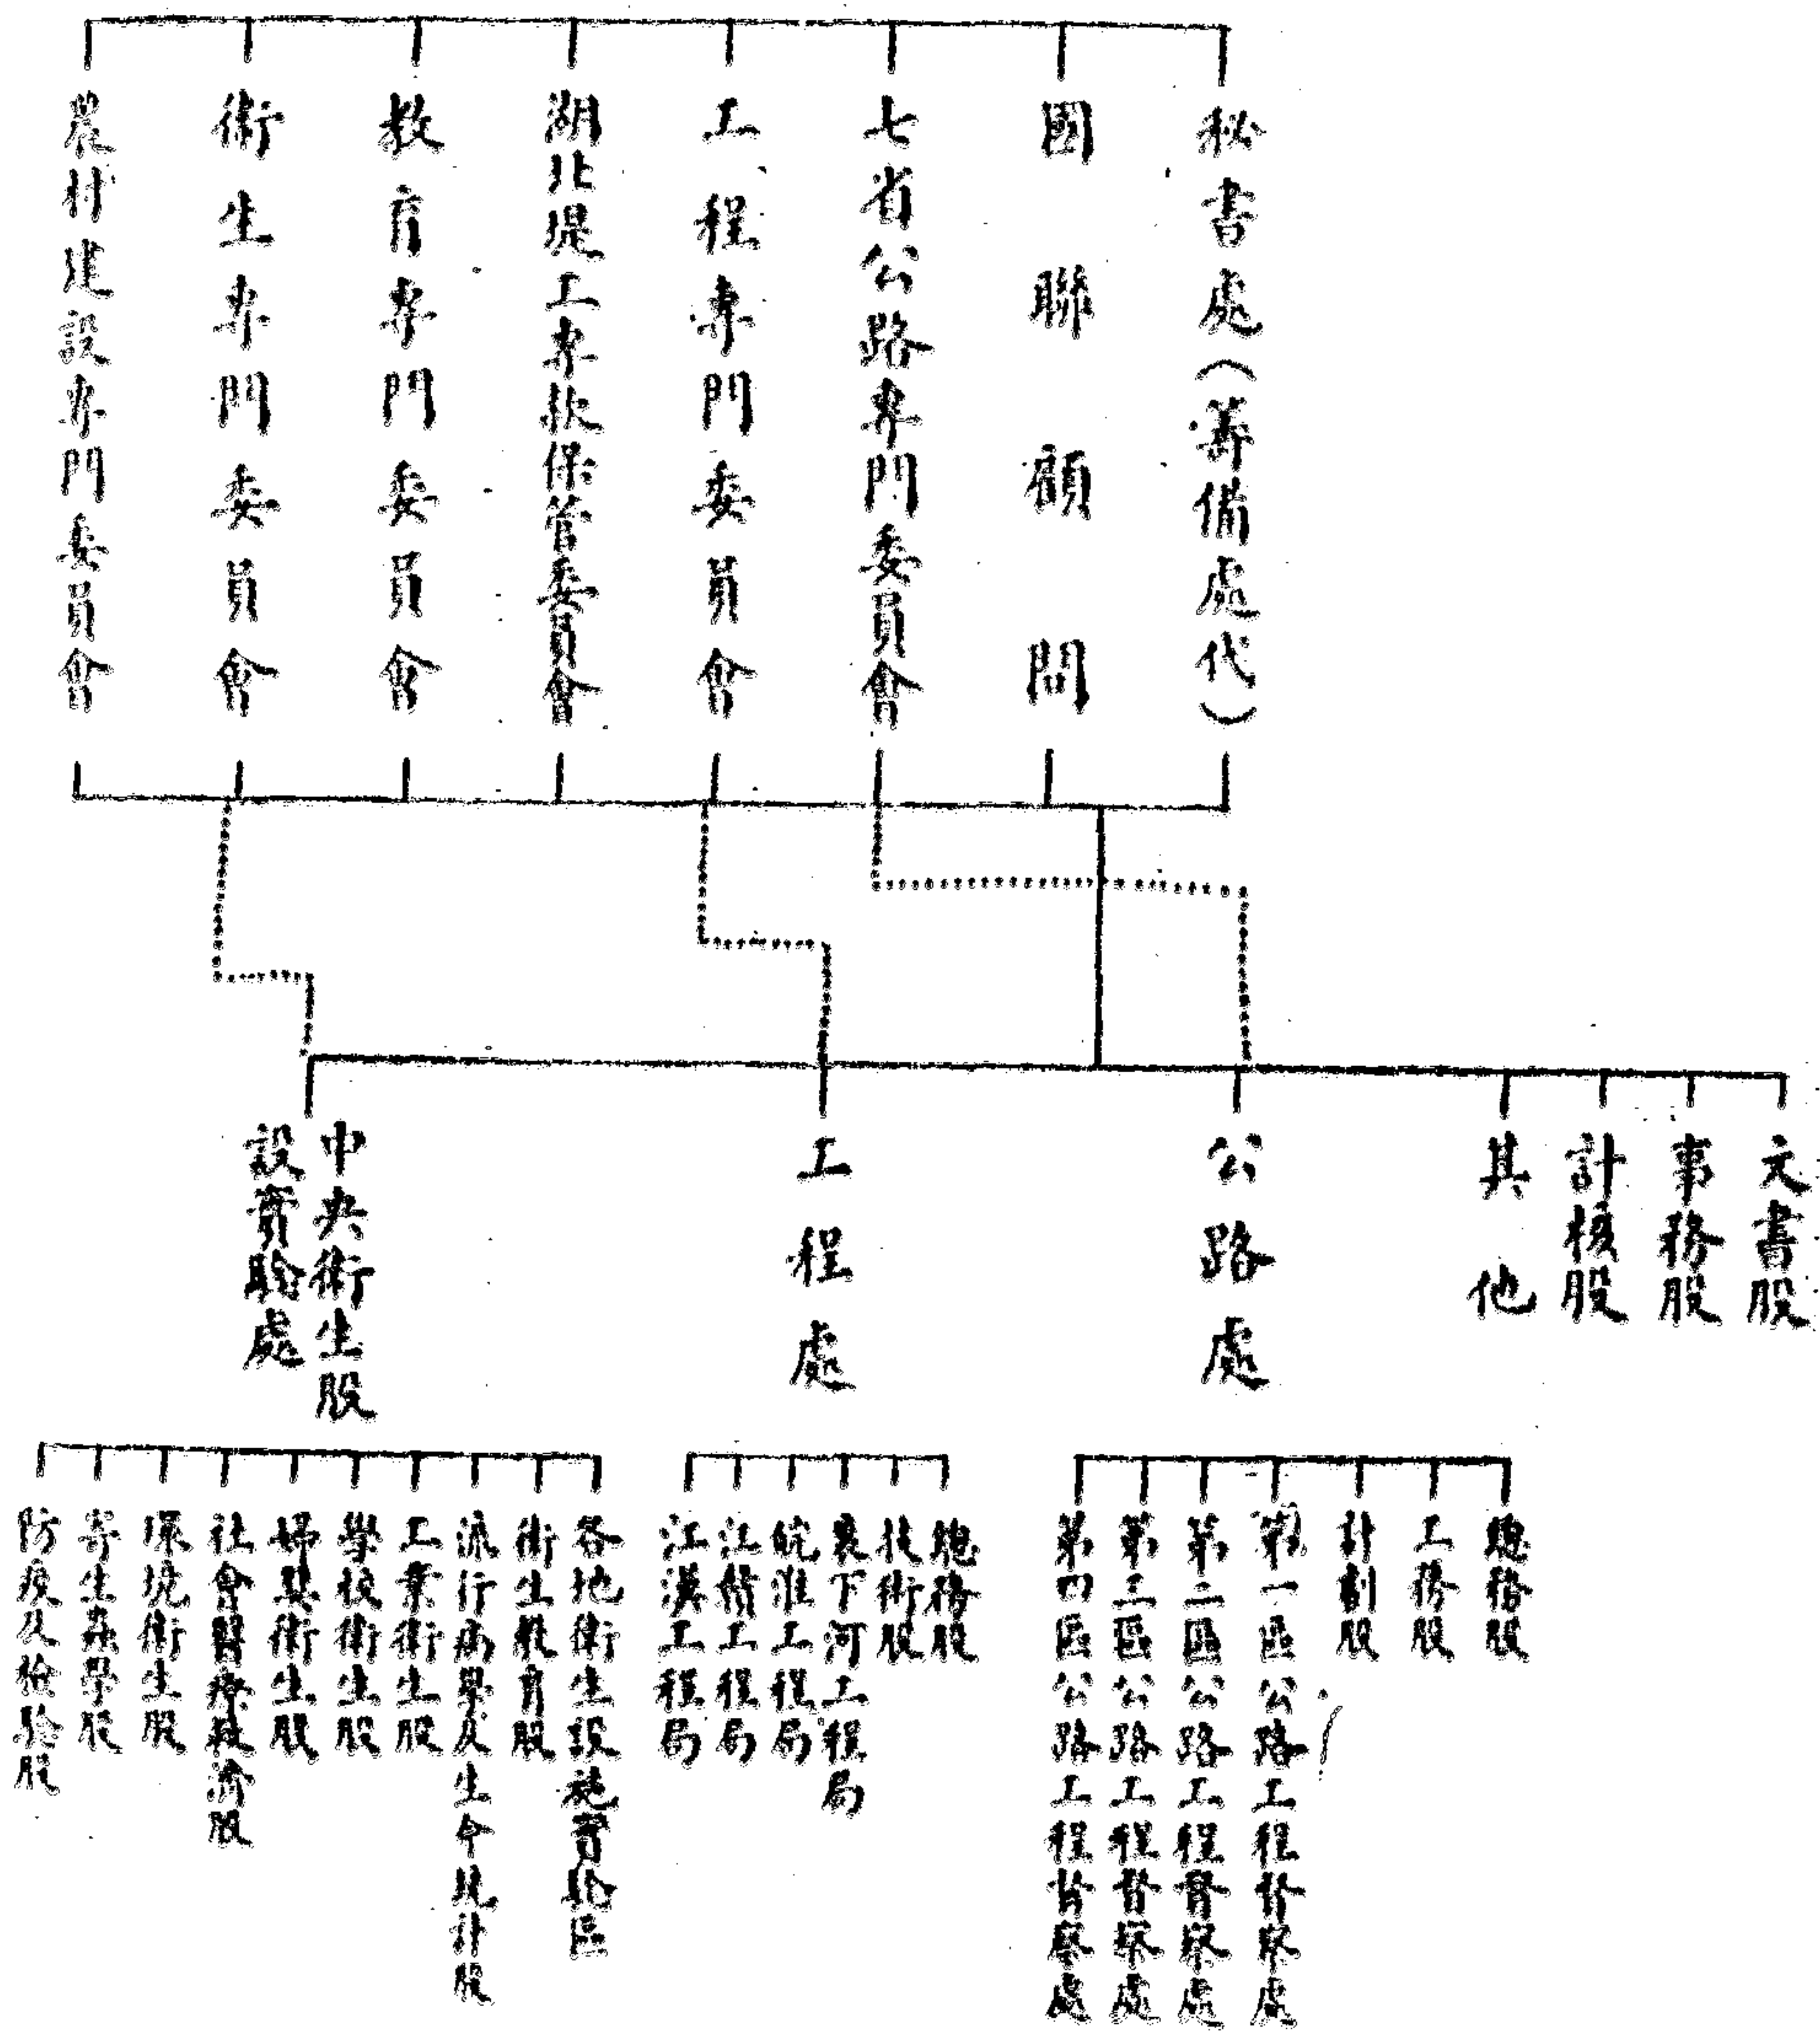 秘書處(籌備處代)
國聯顧問
七省公路專門委員會
工程專門委員會
湖北堤工專款保管委員會
教育專門委員會
衛生專門委員會
農村建設專門委員會
文書股
事務股
計核股
其他
公路處
工程處
中央衛生股
設實驗處
總務股
工務股
計劃股
第一區公路工程督察處
第二區公路工程督察處
第三區公路工程督察處
第四區公路工程督察處
總務股
技術股
裏下河工程局
皖淮工程局
江贛工程局
江漢工程局
各地衛生設施實驗區
衛生教育股
流行病學及生命統計股
工業衛生股
學校衛生股
婦嬰衛生股
社會醫療救濟股
環境衛生股
寄生蟲學股
防疫及檢驗股